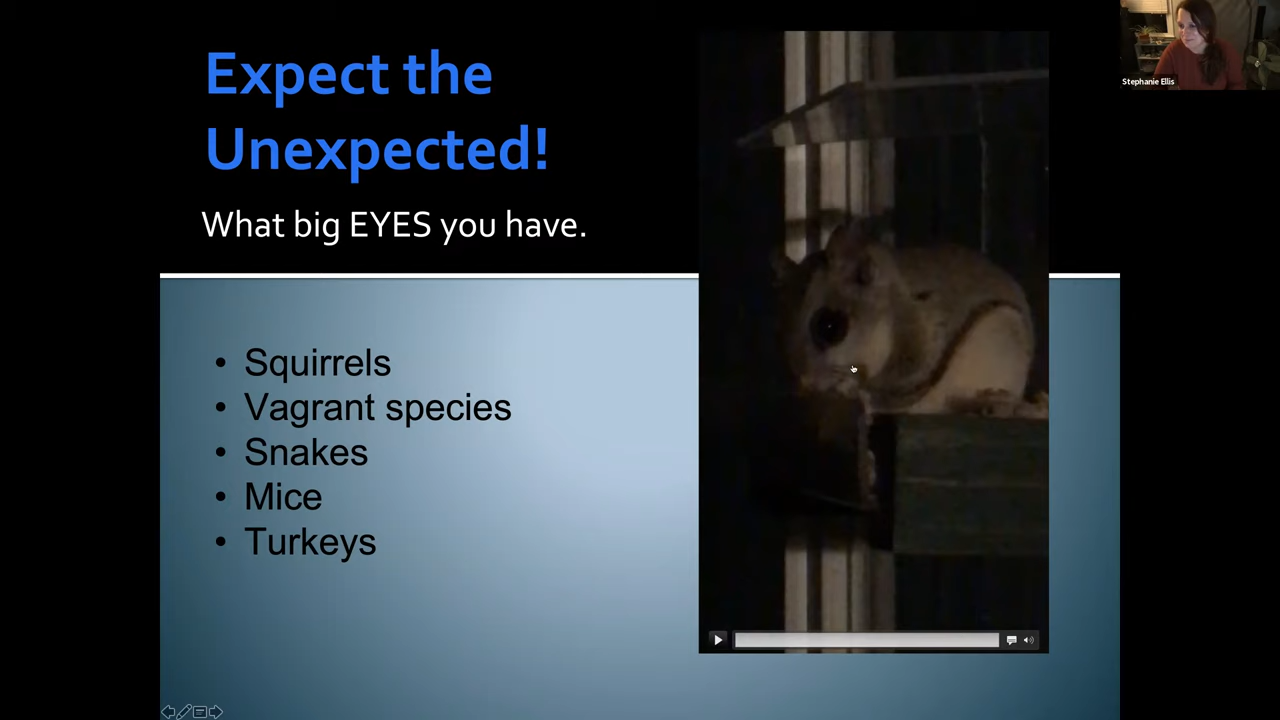 Expect the
Unexpected!
What big EYES you have.
• Squirrels
• Vagrant species
• Snakes
• Mice
• Turkeys
Stephanie Ellis